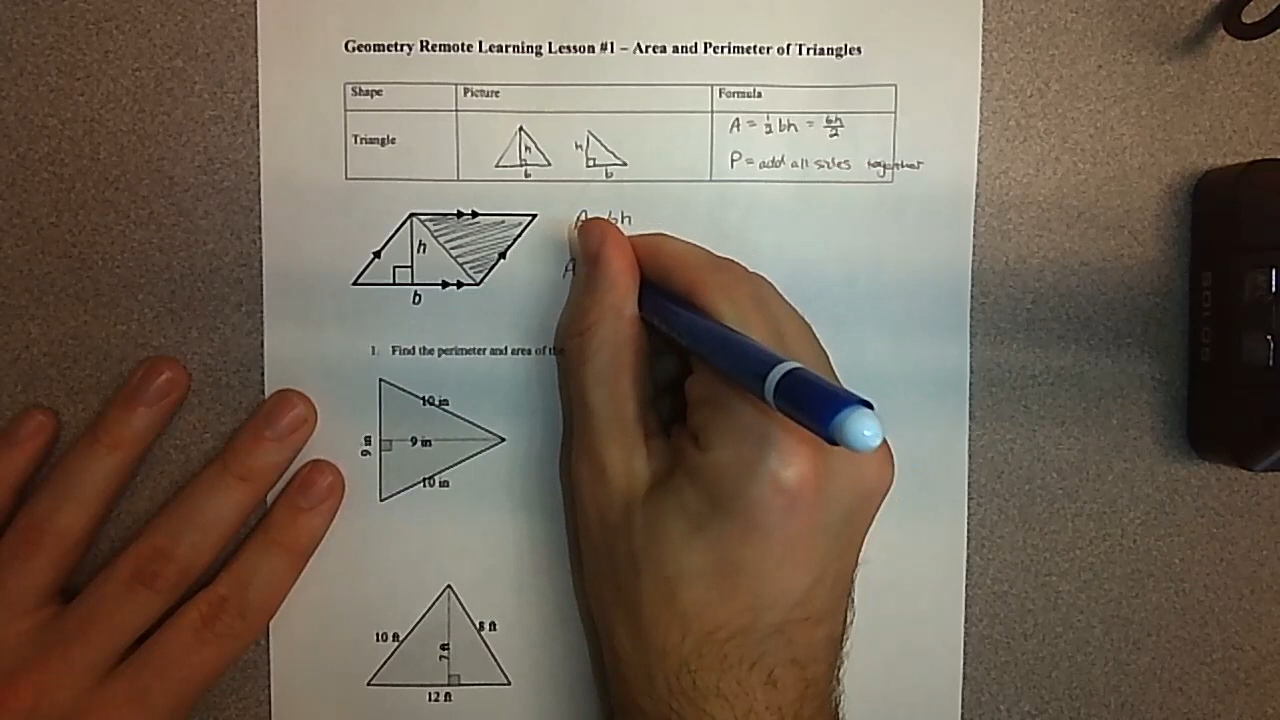 Geometry Remote Learning Lesson #1 – Area and Perimeter of Triangles
Shape Picture Formula
Triangle
h
b
h
b
A = ½ bh = bh/2
P = add all sides together
h
b
bh
A
1. Find the perimeter and area of the
10 in
9 in
9 in
10 in
10 ft
8 ft
7 ft
12 ft
SOLOS